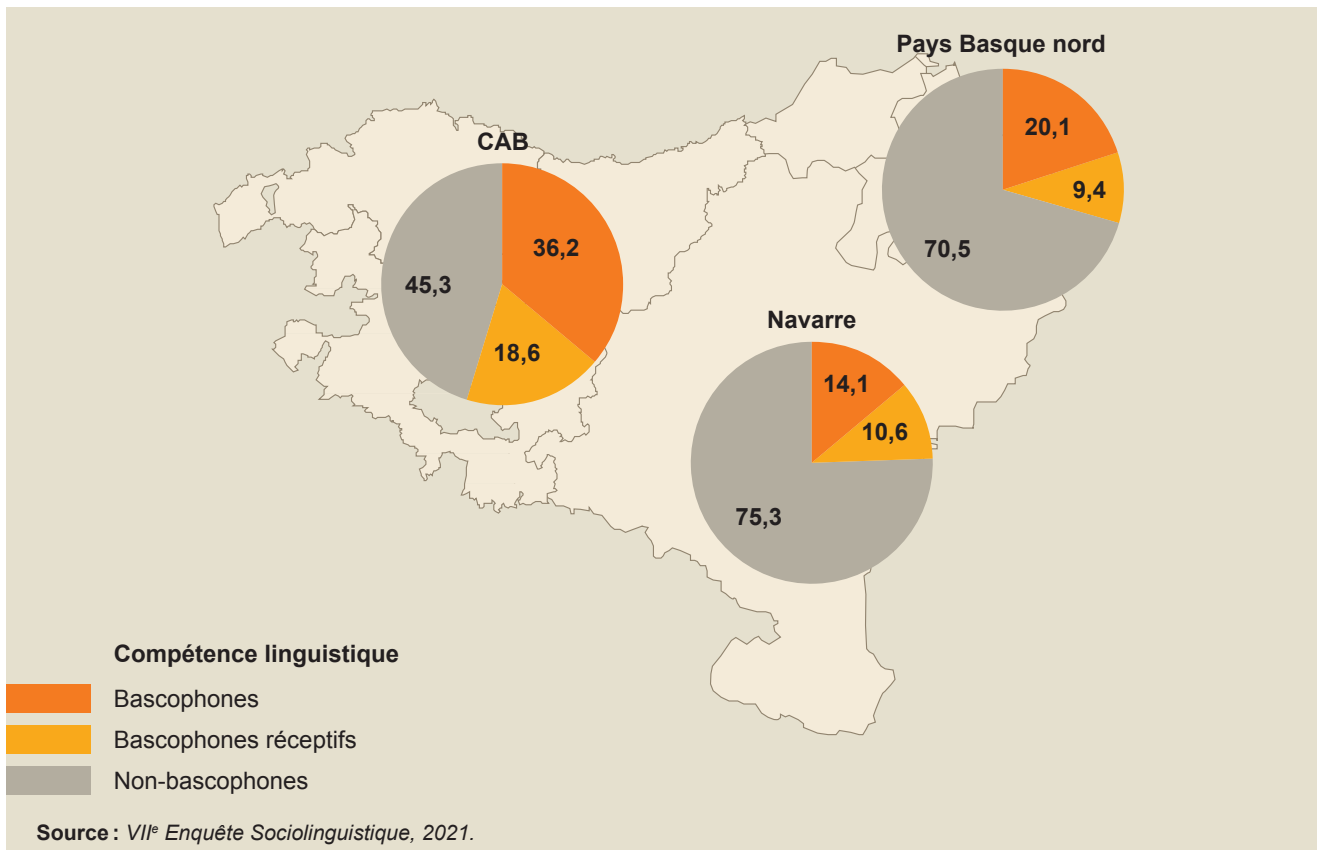 Pays Basque nord
20,1
9,4
70,5
CAB
36,2
18,6
45,3
Navarre
14,1
10,6
75,3
Compétence linguistique
Bascophones
Bascophones réceptifs
Non-bascophones
Source : VIIe Enquête Sociolinguistique, 2021.